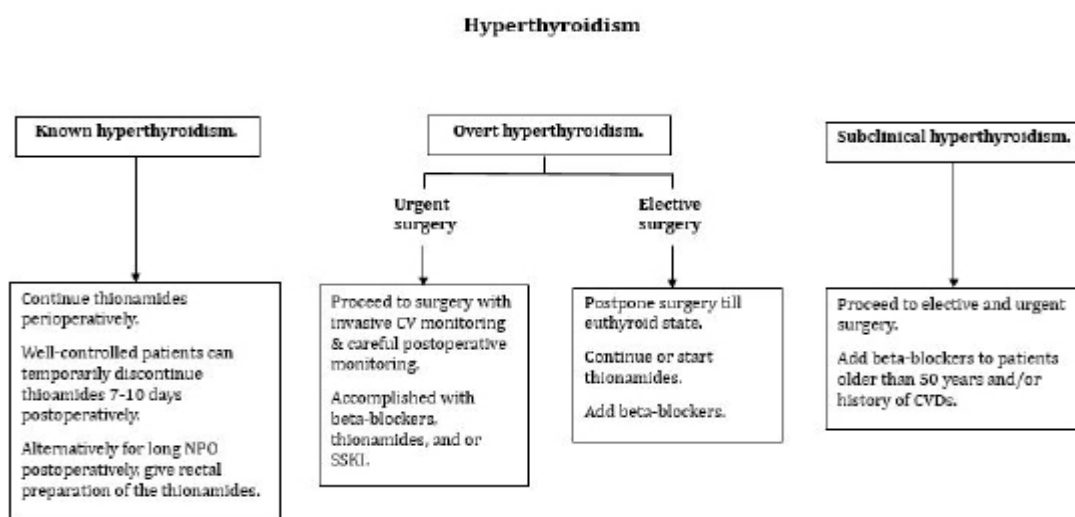 Hyperthyroidism
Known hyperthyroidism.
Overt hyperthyroidism.
Subclinical hyperthyroidism.
Urgent
surgery
Elective
surgery
Continue thionamides
perioperatively.
Well-controlled patients can
temporarily discontinue
thioamides 7-10 days
postoperatively.
Alternatively for long NPO
postoperatively, give rectal
preparation of the thionamides.
Proceed to surgery with
invasive CV monitoring
& careful postoperative
monitoring.
Accomplished with
beta-blockers,
thionamides, and or
SSKI.
Postpone surgery till
euthyroid state.
Continue or start
thionamides.
Add beta-blockers.
Proceed to elective and urgent
surgery.
Add beta-blockers to patients
older than 50 years and/or
history of CVDs.